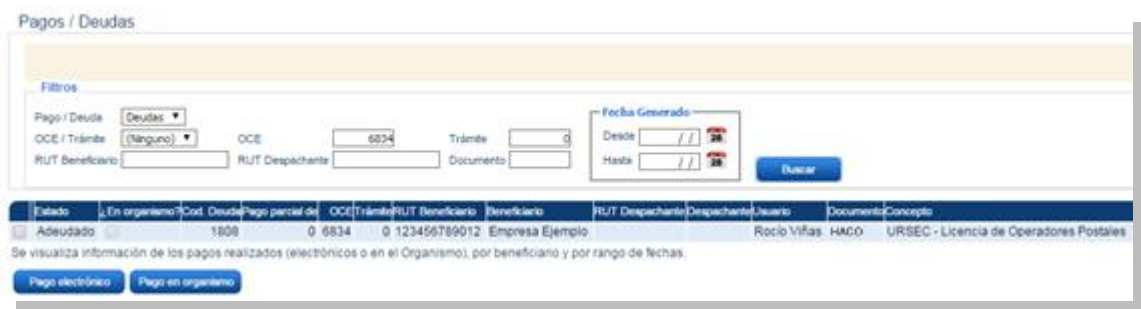 Pagos / Deudas
Filtros
Pago / Deuda Deudas
OCE / Trámite (Ninguno) OCE 6834 Trámite 0
RUT Beneficiario RUT Despachante Documento
Fecha Generado
Desde / /
Hasta / /
Buscar
Estado ¿En organismo? Cod. Deuda Pago parcial de OCE Trámite RUT Beneficiario Beneficiario RUT Despachante Despachante Usuario Documento Concepto
Adeudado 1808 0 6834 0 123456789012 Empresa Ejemplo Rocío Viñas HACO URSEC - Licencia de Operadores Postales
Se visualiza información de los pagos realizados (electrónicos o en el Organismo), por beneficiario y por rango de fechas.
Pago electrónico Pago en organismo